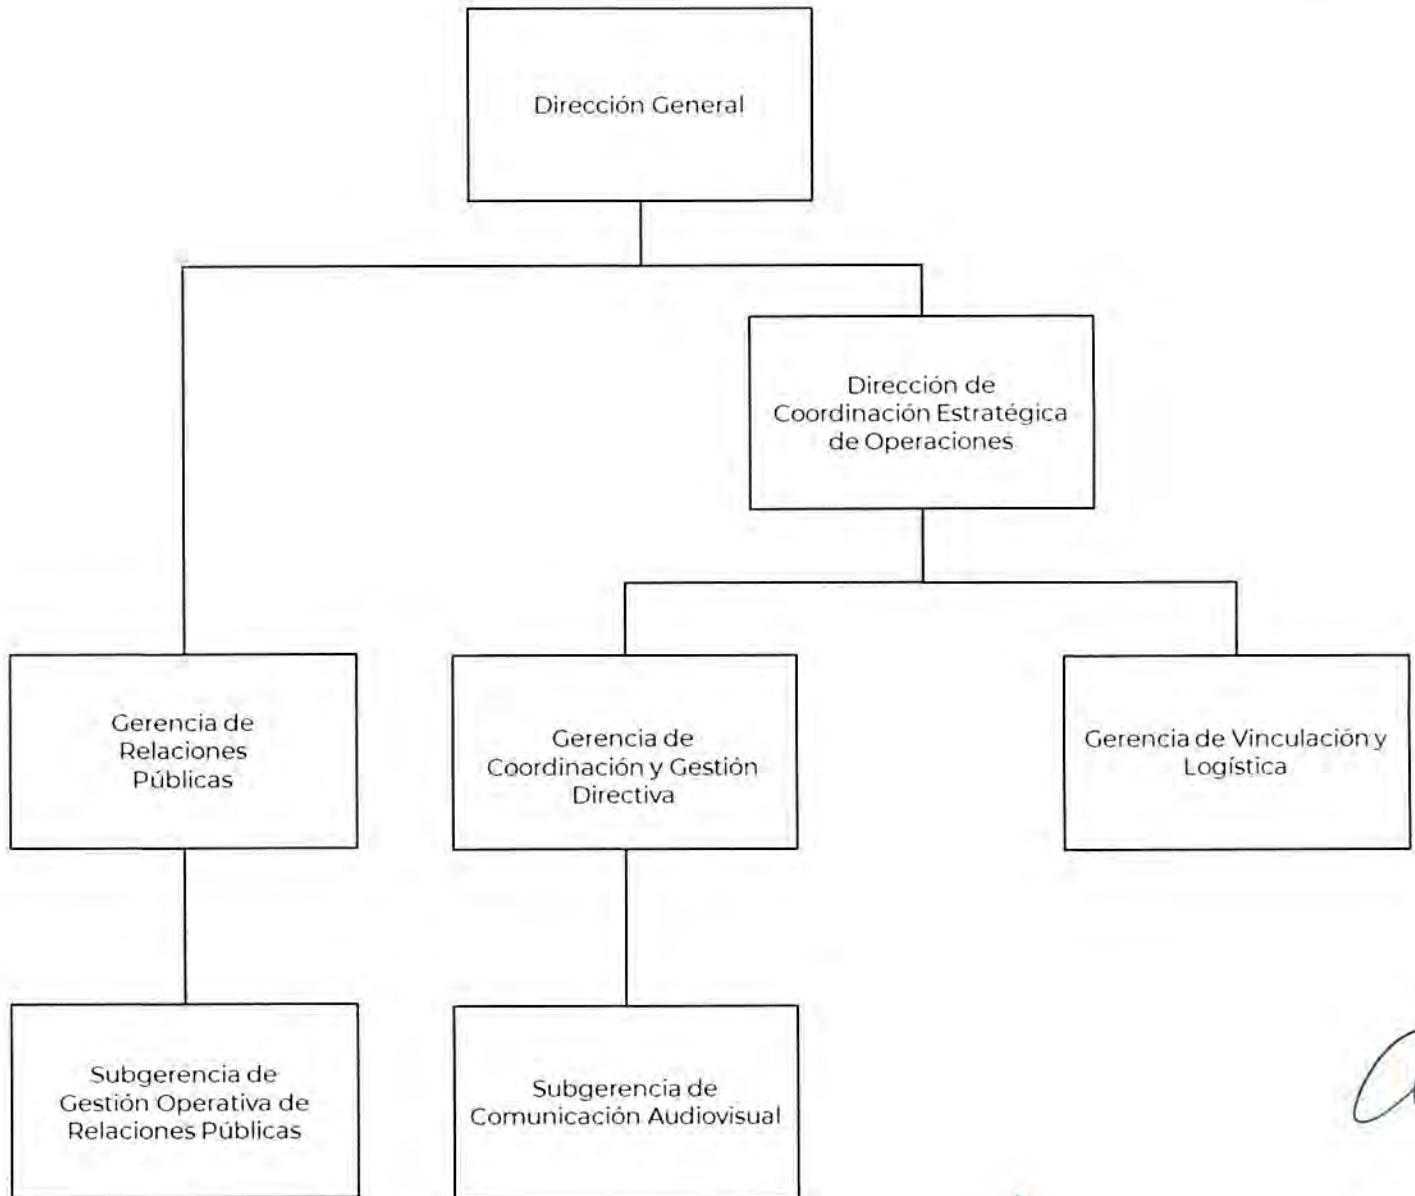 Dirección General
Dirección de
Coordinación Estratégica
de Operaciones
Gerencia de
Relaciones
Públicas
Gerencia de
Coordinación y Gestión
Directiva
Gerencia de Vinculación y
Logística
Subgerencia de
Gestión Operativa de
Relaciones Públicas
Subgerencia de
Comunicación Audiovisual